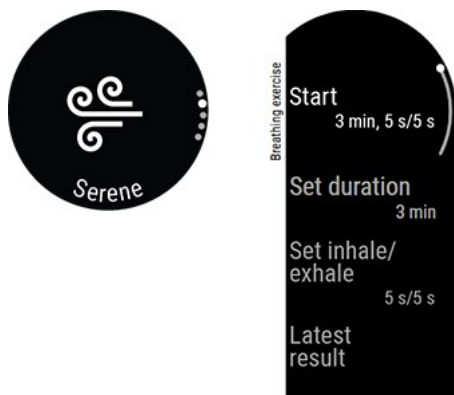 Serene
Breathing exercise
Start
3 min, 5 s/5 s
Set duration
3 min
Set inhale/
exhale
5 s/5 s
Latest
result